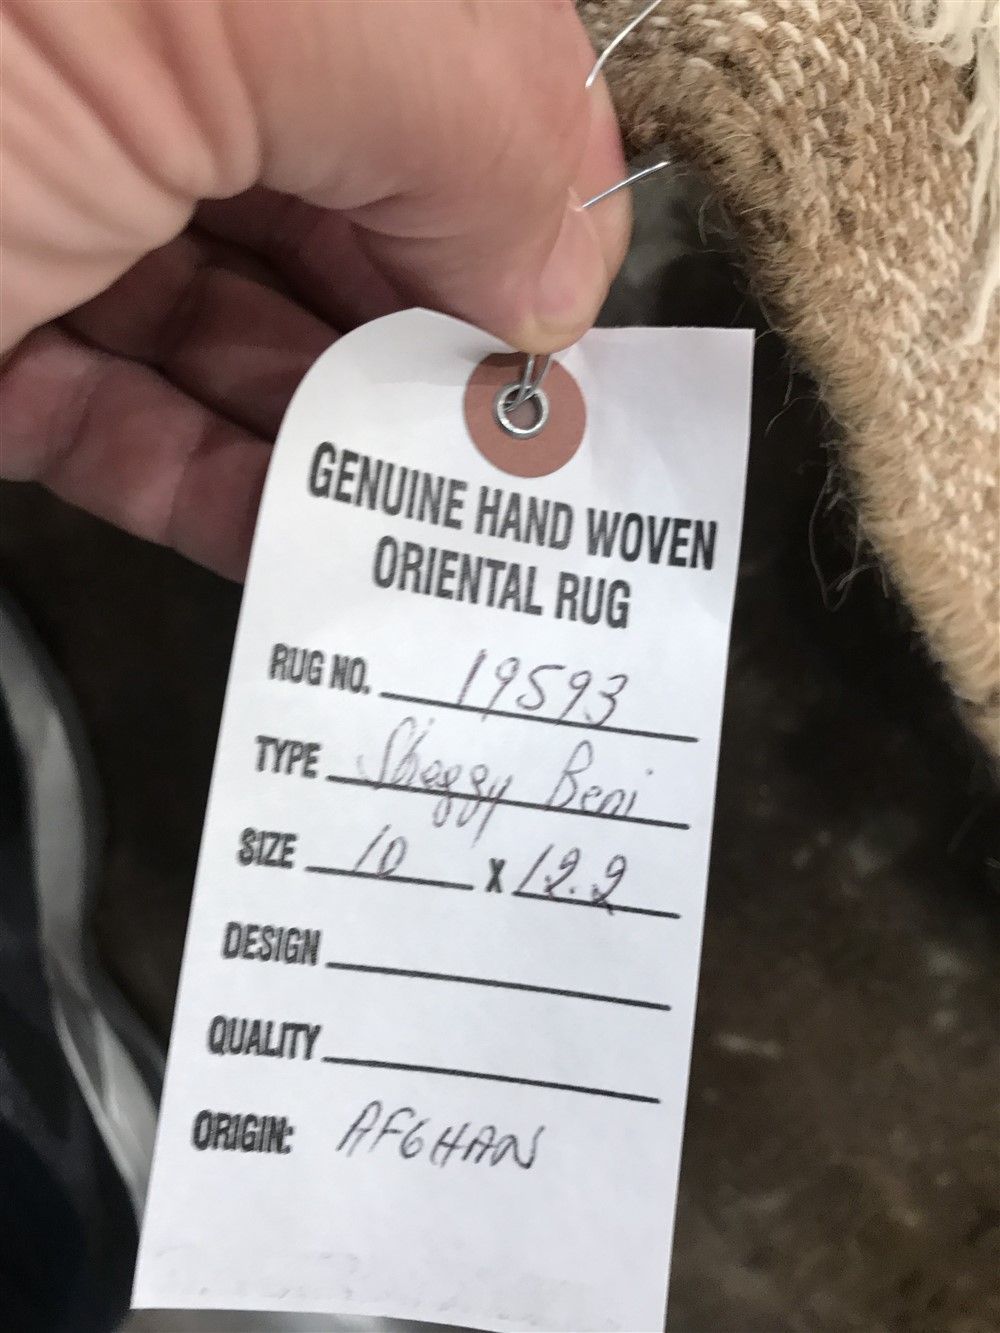 GENUINE HAND WOVEN
ORIENTAL RUG
RUG NO. 19593
TYPE Shaggy Beni
SIZE 10 X 12.2
DESIGN
QUALITY
ORIGIN: AFGHAN